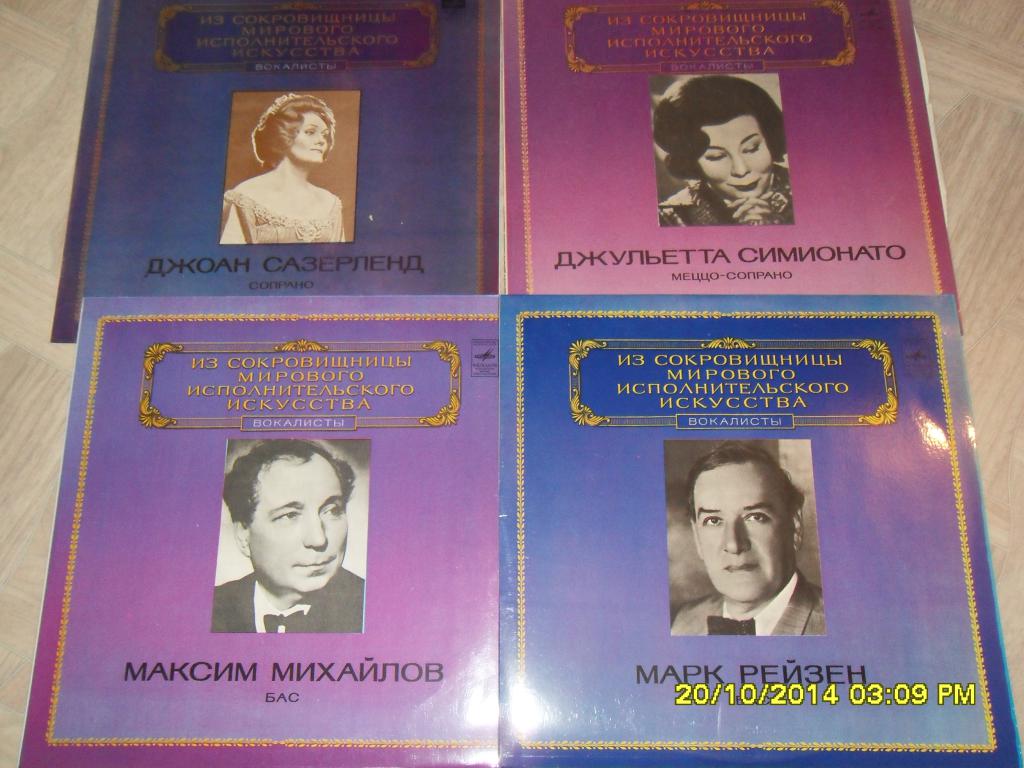 ИЗ СОКРОВИЩНИЦЫ
МИРОВОГО
ИСПОЛНИТЕЛЬСКОГО
ИСКУССТВА
ВОКАЛИСТЫ
ДЖОАН САЗЕРЛЕНД
СОПРАНО
ИЗ СОКРОВИЩНИЦЫ
МИРОВОГО
ИСПОЛНИТЕЛЬСКОГО
ИСКУССТВА
ВОКАЛИСТЫ
ДЖУЛЬЕТТА СИМИОНАТО
МЕЦЦО-СОПРАНО
ИЗ СОКРОВИЩНИЦЫ
МИРОВОГО
ИСПОЛНИТЕЛЬСКОГО
ИСКУССТВА
ВОКАЛИСТЫ
МАКСИМ МИХАЙЛОВ
БАС
ИЗ СОКРОВИЩНИЦЫ
МИРОВОГО
ИСПОЛНИТЕЛЬСКОГО
ИСКУССТВА
ВОКАЛИСТЫ
МАРК РЕЙЗЕН
20/10/2014 03:09 PM